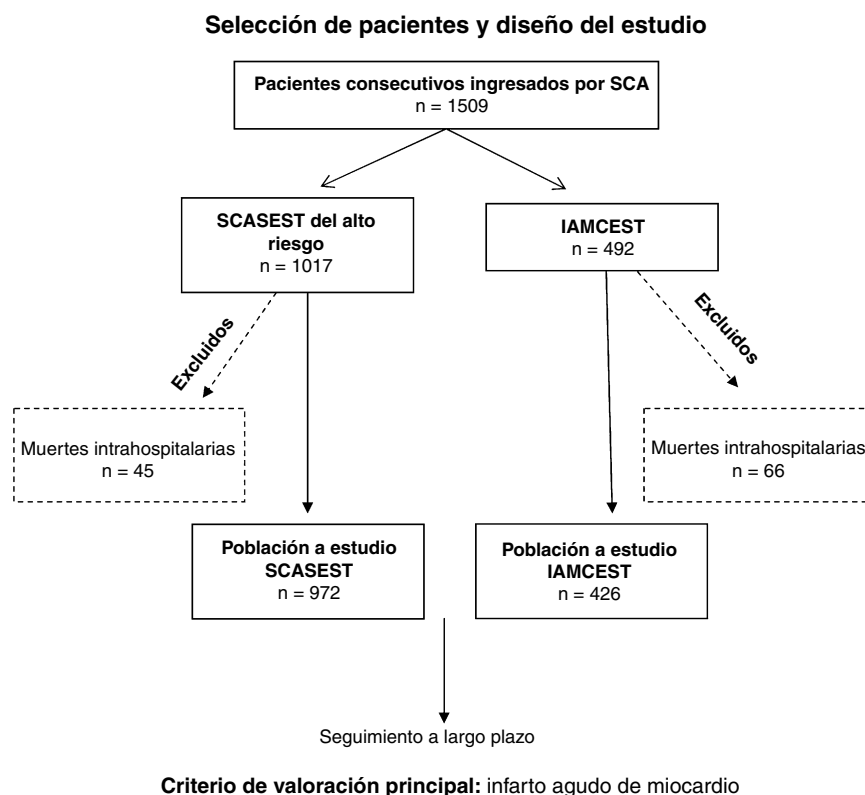 Selección de pacientes y diseño del estudio
Pacientes consecutivos ingresados por SCA
n = 1509
SCASEST del alto
riesgo
n = 1017
IAMCEST
n = 492
Excluidos
Excluidos
Muertes intrahospitalarias
n = 45
Muertes intrahospitalarias
n = 66
Población a estudio
SCASEST
n = 972
Población a estudio
IAMCEST
n = 426
Seguimiento a largo plazo
Criterio de valoración principal: infarto agudo de miocardio